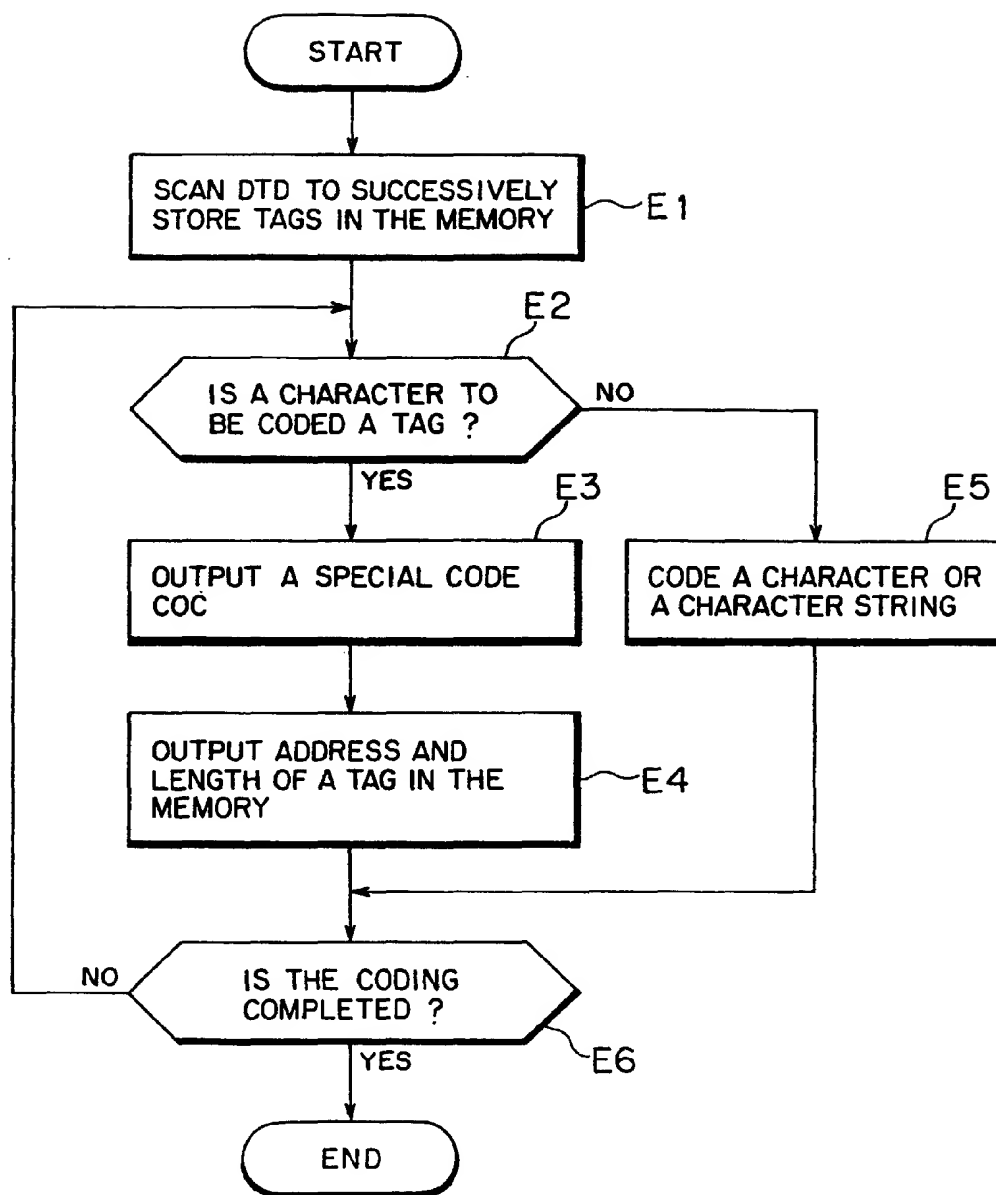 START
SCAN DTD TO SUCCESSIVELY
STORE TAGS IN THE MEMORY
E1
E2
IS A CHARACTER TO
BE CODED A TAG ?
NO
YES
E3
E5
OUTPUT A SPECIAL CODE
COC
CODE A CHARACTER OR
A CHARACTER STRING
OUTPUT ADDRESS AND
LENGTH OF A TAG IN THE
MEMORY
E4
NO
IS THE CODING
COMPLETED ?
YES
E6
END